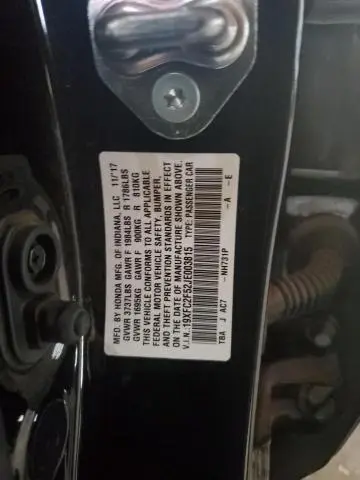 MFD. BY HONDA MFG. OF INDIANA, LLC 11/17
GVWR 3737LBS GAWR F 1984LBS R 1786LBS
GVWR 1695KG GAWR F 900KG R 810KG
THIS VEHICLE CONFORMS TO ALL APPLICABLE
FEDERAL MOTOR VEHICLE SAFETY, BUMPER,
AND THEFT PREVENTION STANDARDS IN EFFECT
ON THE DATE OF MANUFACTURE SHOWN ABOVE.
V.I.N.:19XFC2F52JE003815 TYPE: PASSENGER CAR
TBA J AC7 -NH731P -A -E